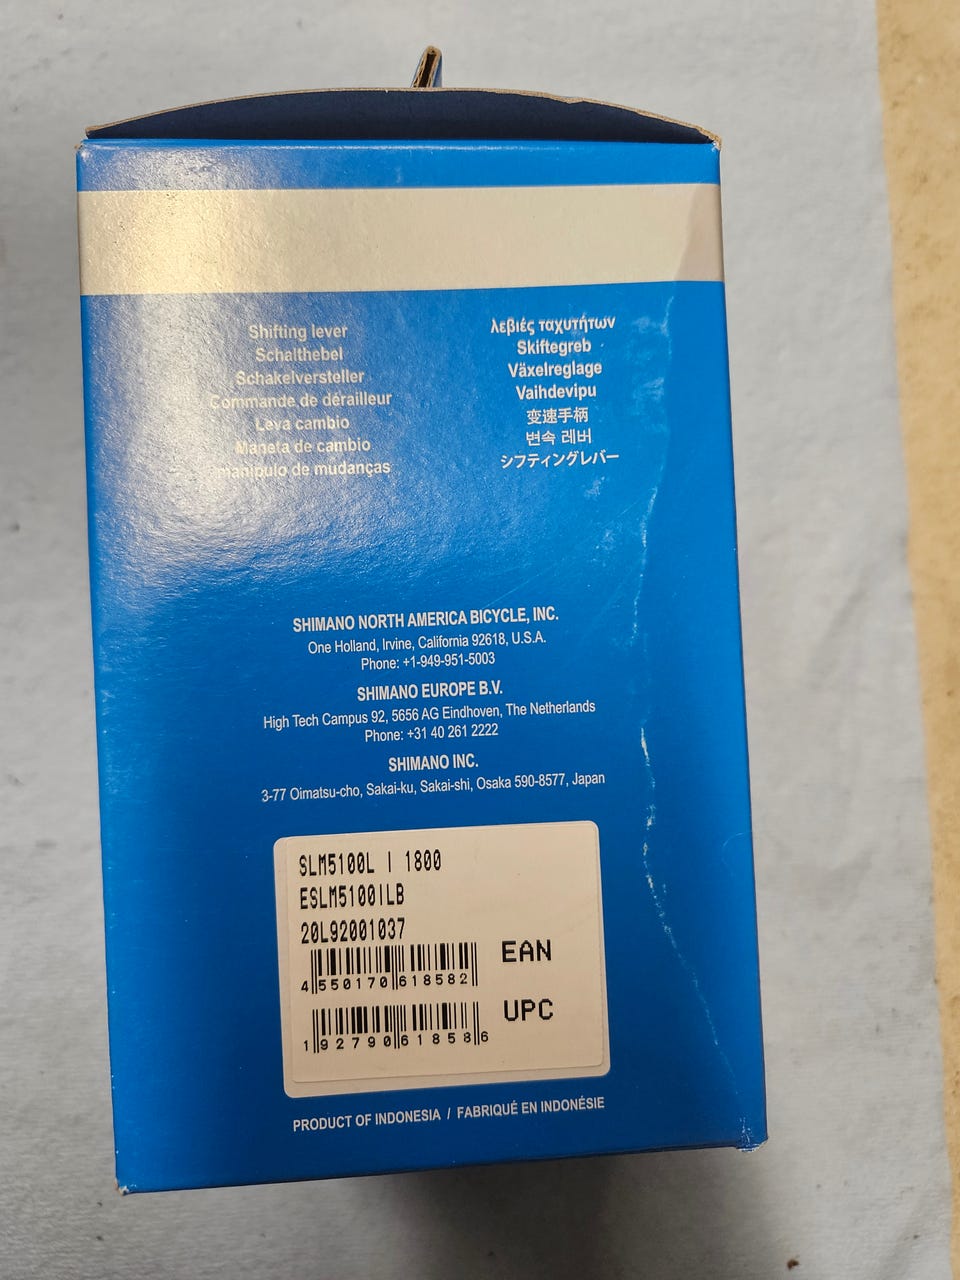 Shifting lever
Schalthebel
Schakelversteller
Commande de dérailleur
Leva cambio
Maneta de cambio
manípulo de mudanças
λεβιές ταχυτήτων
Skiftegreb
Växelreglage
Vaihdevipu
变速手柄
변속 레버
シフティングレバー
SHIMANO NORTH AMERICA BICYCLE, INC.
One Holland, Irvine, California 92618, U.S.A.
Phone: +1-949-951-5003
SHIMANO EUROPE B.V.
High Tech Campus 92, 5656 AG Eindhoven, The Netherlands
Phone: +31 40 261 2222
SHIMANO INC.
3-77 Oimatsu-cho, Sakai-ku, Sakai-shi, Osaka 590-8577, Japan
SLM5100L | 1800
ESLM5100ILB
20L92001037
EAN
4 550170 618582
UPC
1 92790 61858 6
PRODUCT OF INDONESIA / FABRIQUÉ EN INDONÉSIE